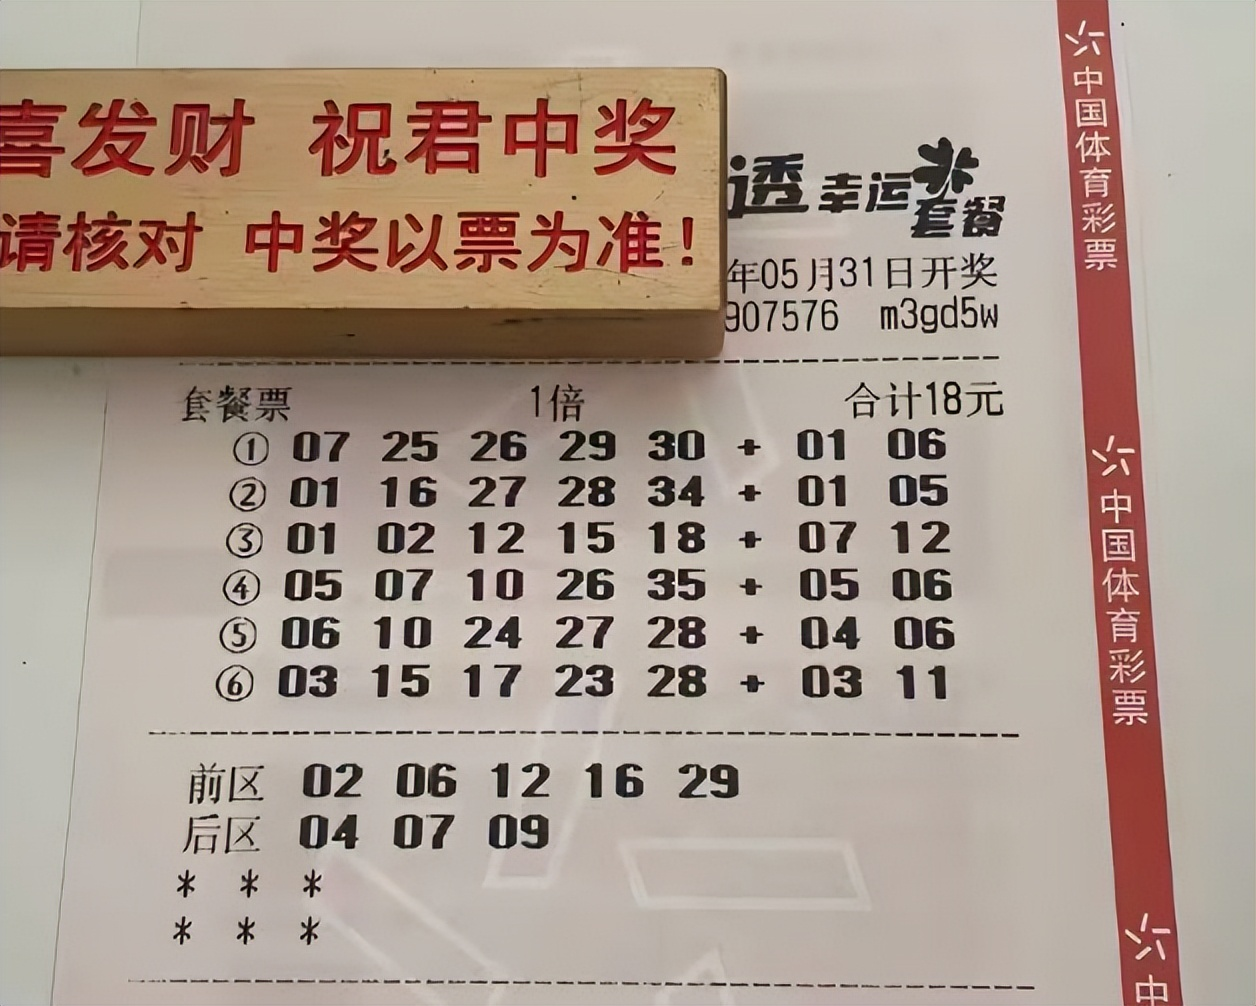 喜发财 祝君中奖
请核对 中奖以票为准！
透 幸运套餐
年05月31日开奖
907576 m3gd5w
套餐票 1倍 合计18元
① 07 25 26 29 30 + 01 06
② 01 16 27 28 34 + 01 05
③ 01 02 12 15 18 + 07 12
④ 05 07 10 26 35 + 05 06
⑤ 06 10 24 27 28 + 04 06
⑥ 03 15 17 23 28 + 03 11
前区 02 06 12 16 29
后区 04 07 09
* * *
* * *
中国体育彩票
中国体育彩票
中